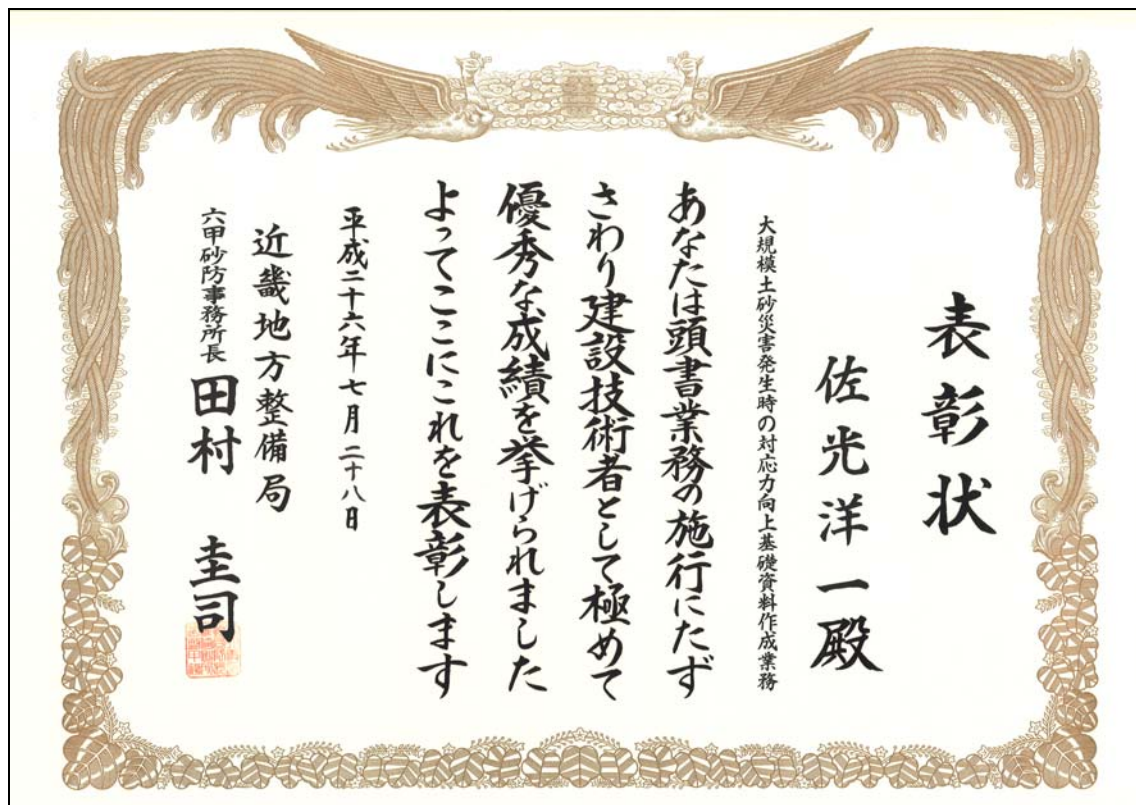 表彰状
佐光洋一殿
大規模土砂災害発生時の対応力向上基礎資料作成業務
あなたは頭書業務の施行にたず
さわり建設技術者として極めて
優秀な成績を挙げられました
よってここにこれを表彰します
平成二十六年七月二十八日
近畿地方整備局
六甲砂防事務所長 田村 圭司